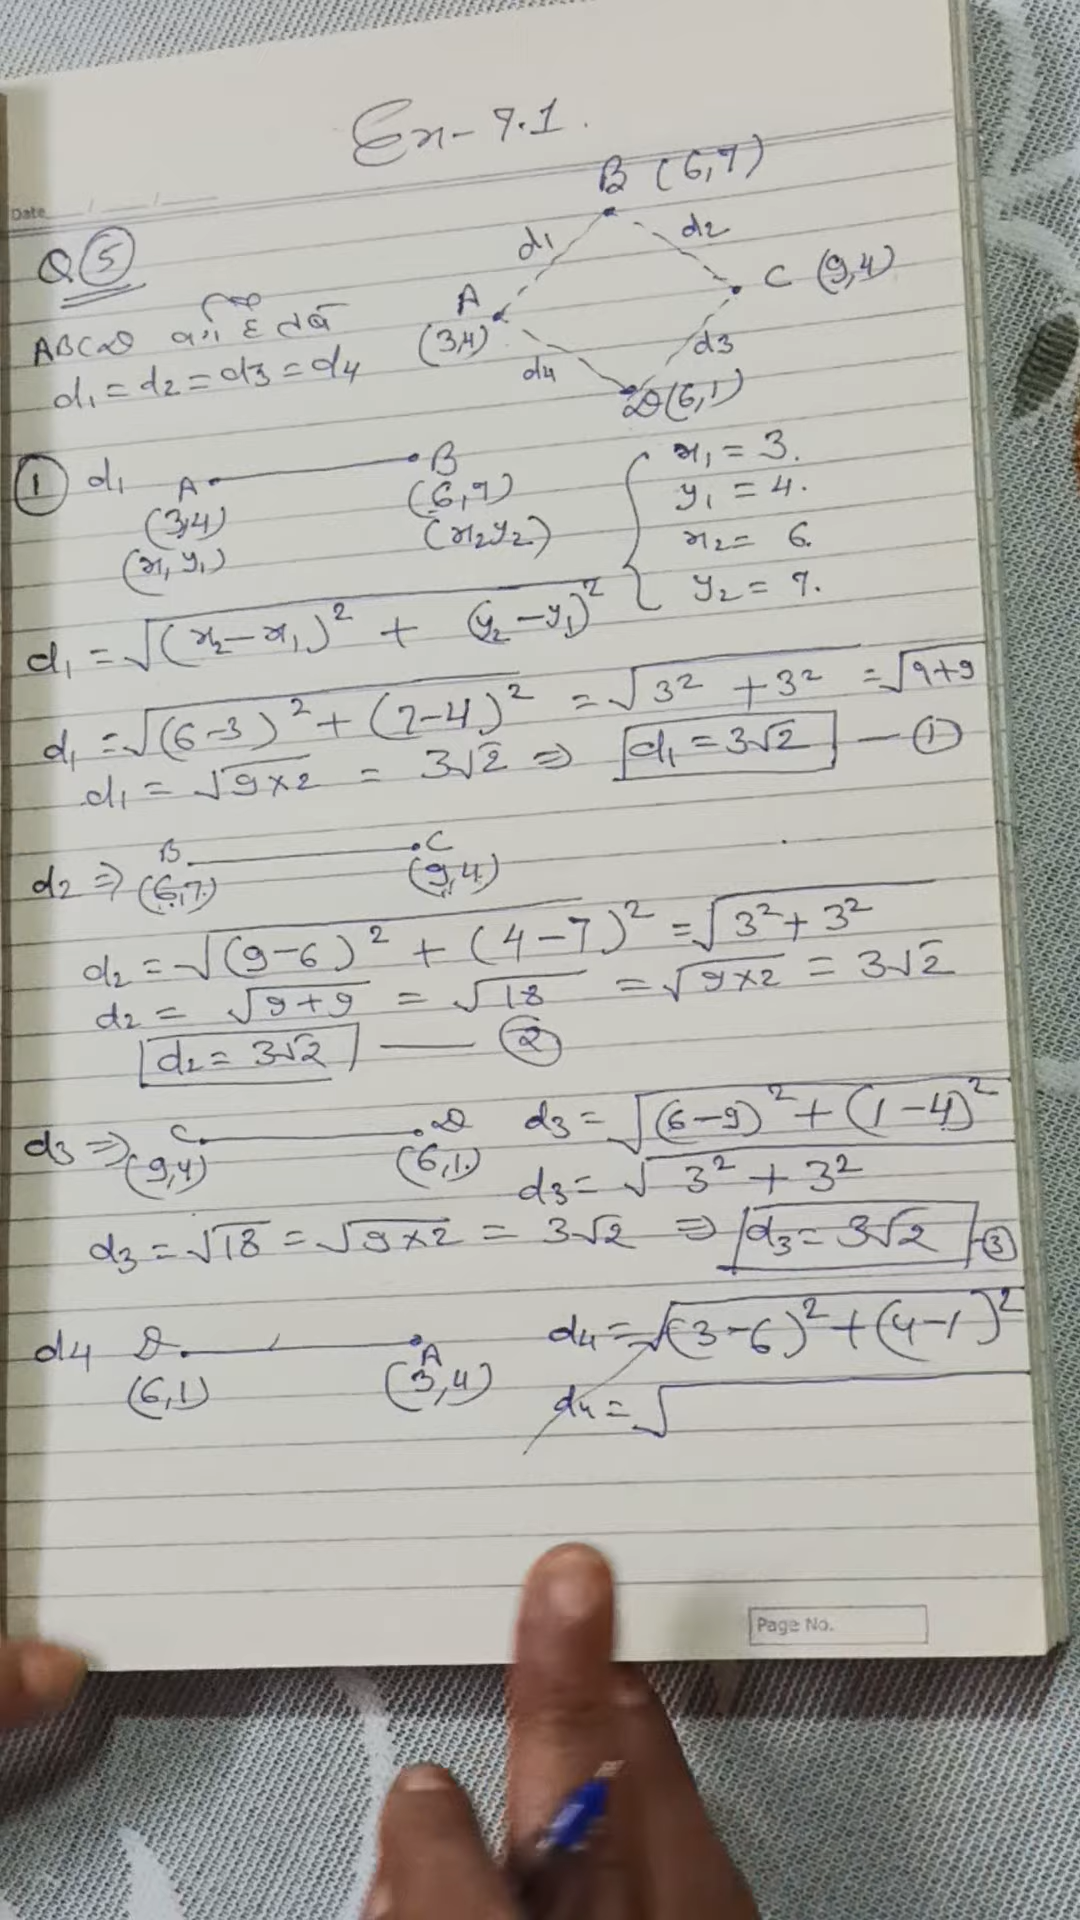 Ex-7.1.
Date / /
Q (5)
B (6,7)
d1
d2
C (9,4)
A
(3,4)
d4
d3
D(6,1)
ABCD वर्ग है तब
d1 = d2 = d3 = d4
(1) d1
A
(3,4)
(x1 y1)
B
(6,7)
(x2 y2)
x1 = 3.
y1 = 4.
x2 = 6.
y2 = 7.
d1 = √(x2 – x1)² + (y2 – y1)²
d1 = √(6-3)² + (7-4)² = √3² + 3² = √9+9
d1 = √9×2 = 3√2 ⇒ d1 = 3√2 — (1)
d2 ⇒ B (6,7) C (9,4)
d2 = √(9-6)² + (4-7)² = √3² + 3²
d2 = √9+9 = √18 = √9×2 = 3√2
d2 = 3√2 — (2)
d3 ⇒ C (9,4) D (6,1)
d3 = √(6-9)² + (1-4)²
d3 = √3² + 3²
d3 = √18 = √9×2 = 3√2 ⇒ d3 = 3√2 - (3)
d4 D (6,1) A (3,4)
d4 = √(3-6)² + (4-1)²
d4 = √
Page No.